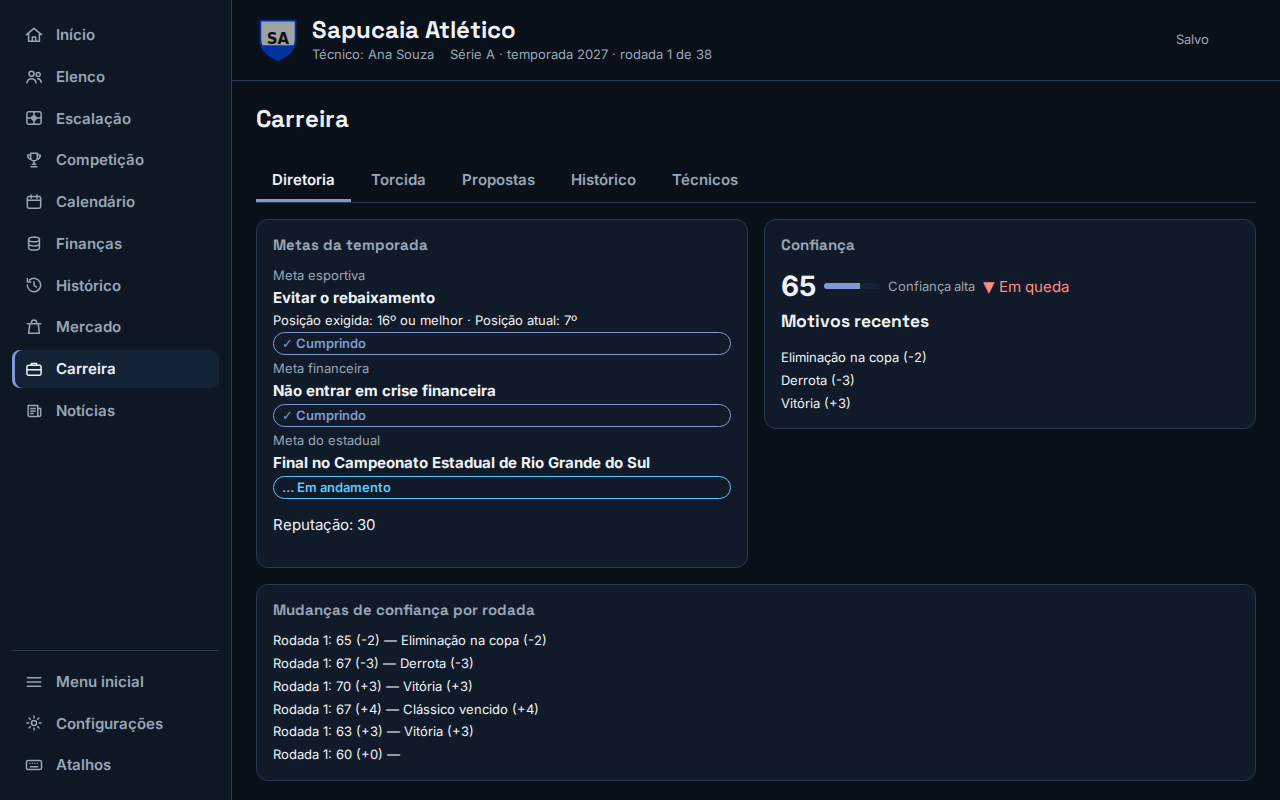 Início
Elenco
Escalação
Competição
Calendário
Finanças
Histórico
Mercado
Carreira
Notícias
Menu inicial
Configurações
Atalhos
SA
Sapucaia Atlético
Técnico: Ana Souza Série A · temporada 2027 · rodada 1 de 38
Salvo
Carreira
Diretoria Torcida Propostas Histórico Técnicos
Metas da temporada
Meta esportiva
Evitar o rebaixamento
Posição exigida: 16º ou melhor · Posição atual: 7º
✓ Cumprindo
Meta financeira
Não entrar em crise financeira
✓ Cumprindo
Meta do estadual
Final no Campeonato Estadual de Rio Grande do Sul
… Em andamento
Reputação: 30
Confiança
65 Confiança alta ▼ Em queda
Motivos recentes
Eliminação na copa (-2)
Derrota (-3)
Vitória (+3)
Mudanças de confiança por rodada
Rodada 1: 65 (-2) — Eliminação na copa (-2)
Rodada 1: 67 (-3) — Derrota (-3)
Rodada 1: 70 (+3) — Vitória (+3)
Rodada 1: 67 (+4) — Clássico vencido (+4)
Rodada 1: 63 (+3) — Vitória (+3)
Rodada 1: 60 (+0) —